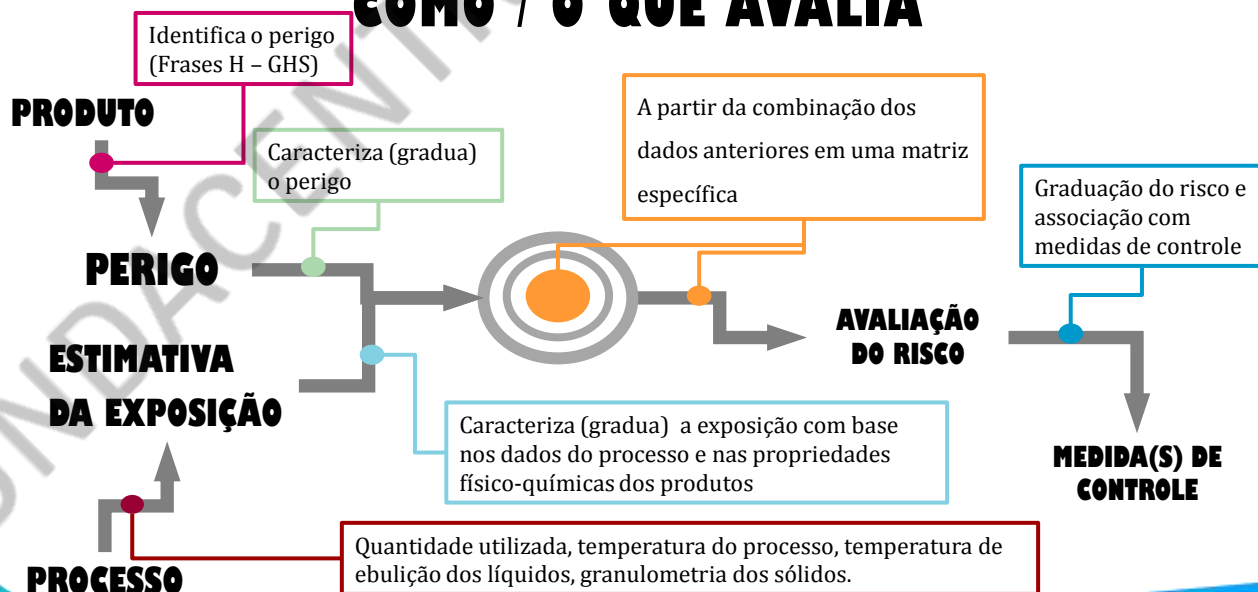 COMO / O QUE AVALIA
Identifica o perigo
(Frases H – GHS)
PRODUTO
Caracteriza (gradua)
o perigo
A partir da combinação dos
dados anteriores em uma matriz
específica
Graduação do risco e
associação com
medidas de controle
PERIGO
AVALIAÇÃO
DO RISCO
ESTIMATIVA
DA EXPOSIÇÃO
Caracteriza (gradua) a exposição com base
nos dados do processo e nas propriedades
físico-químicas dos produtos
MEDIDA(S) DE
CONTROLE
Quantidade utilizada, temperatura do processo, temperatura de
ebulição dos líquidos, granulometria dos sólidos.
PROCESSO
UNDACENT